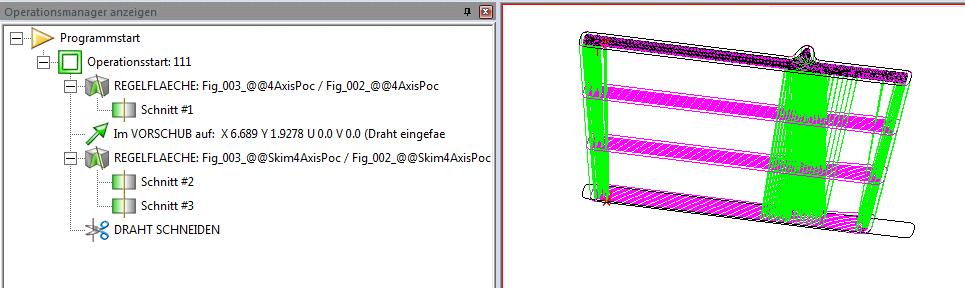 Operationsmanager anzeigen
Programmstart
Operationsstart: 111
REGELFLAECHE: Fig_003_@@4AxisPoc / Fig_002_@@4AxisPoc
Schnitt #1
Im VORSCHUB auf: X 6.689 Y 1.9278 U 0.0 V 0.0 (Draht eingefae
REGELFLAECHE: Fig_003_@@Skim4AxisPoc / Fig_002_@@Skim4AxisPoc
Schnitt #2
Schnitt #3
DRAHT SCHNEIDEN